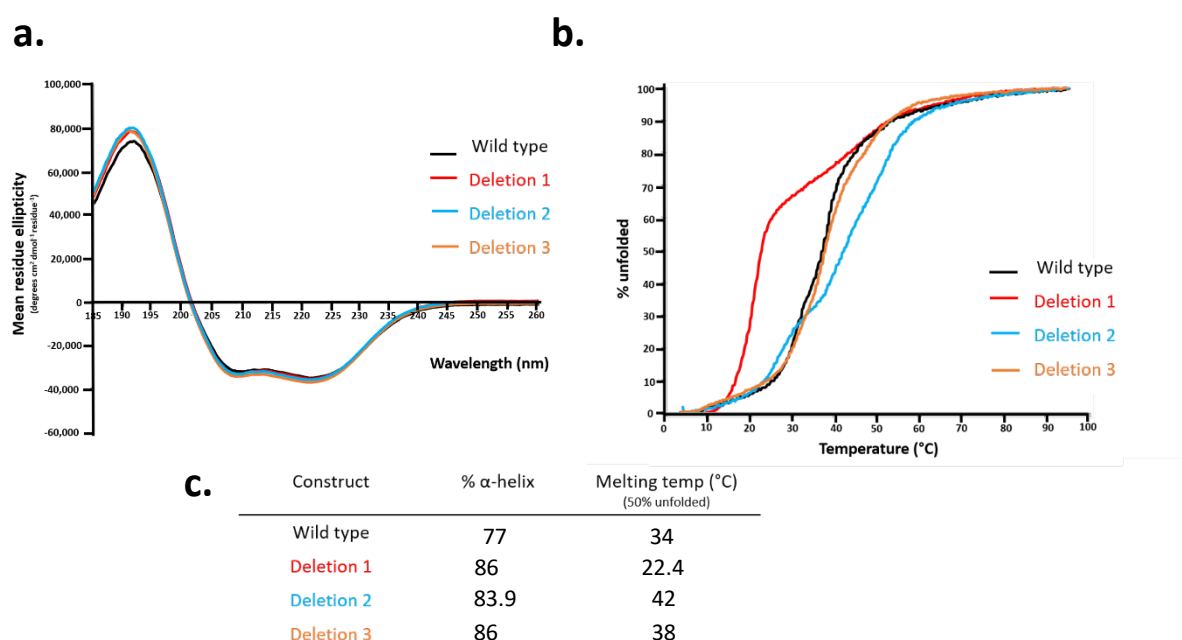 a.
b.
Mean residue ellipticity
(degrees cm² dmol⁻¹ residue⁻¹)
100,000
80,000
60,000
40,000
20,000
0
-20,000
-40,000
-60,000
185 190 195 200 205 210 215 220 225 230 235 240 245 250 255 260
Wavelength (nm)
Wild type
Deletion 1
Deletion 2
Deletion 3
% unfolded
100
90
80
70
60
50
40
30
20
10
0
0 10 20 30 40 50 60 70 80 90 100
Temperature (°C)
Wild type
Deletion 1
Deletion 2
Deletion 3
c.
Construct % α-helix Melting temp (°C)
(50% unfolded)
Wild type 77 34
Deletion 1 86 22.4
Deletion 2 83.9 42
Deletion 3 86 38